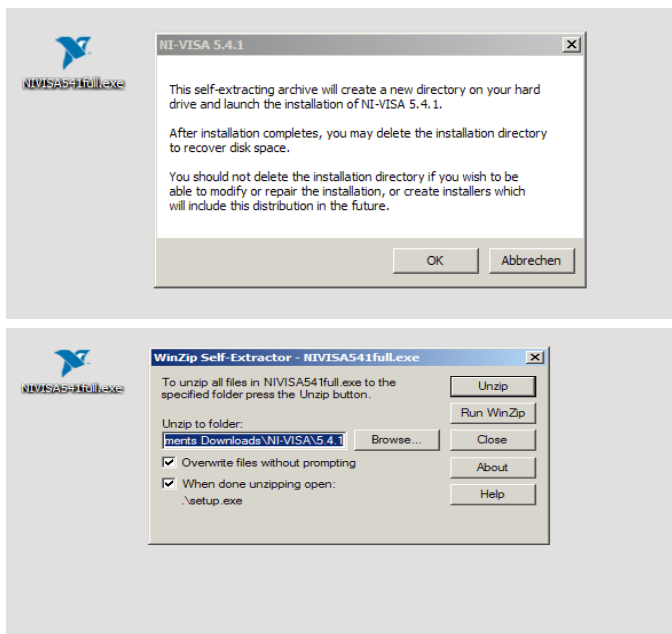 NI-VISA 5.4.1
NIVISA541full.exe
This self-extracting archive will create a new directory on your hard
drive and launch the installation of NI-VISA 5.4.1.
After installation completes, you may delete the installation directory
to recover disk space.
You should not delete the installation directory if you wish to be
able to modify or repair the installation, or create installers which
will include this distribution in the future.
OK
Abbrechen
NIVISA541full.exe
WinZip Self-Extractor - NIVISA541full.exe
To unzip all files in NIVISA541full.exe to the
specified folder press the Unzip button.
Unzip to folder:
ments Downloads\NI-VISA\5.4.1
Browse...
Overwrite files without prompting
When done unzipping open:
.\setup.exe
Unzip
Run WinZip
Close
About
Help